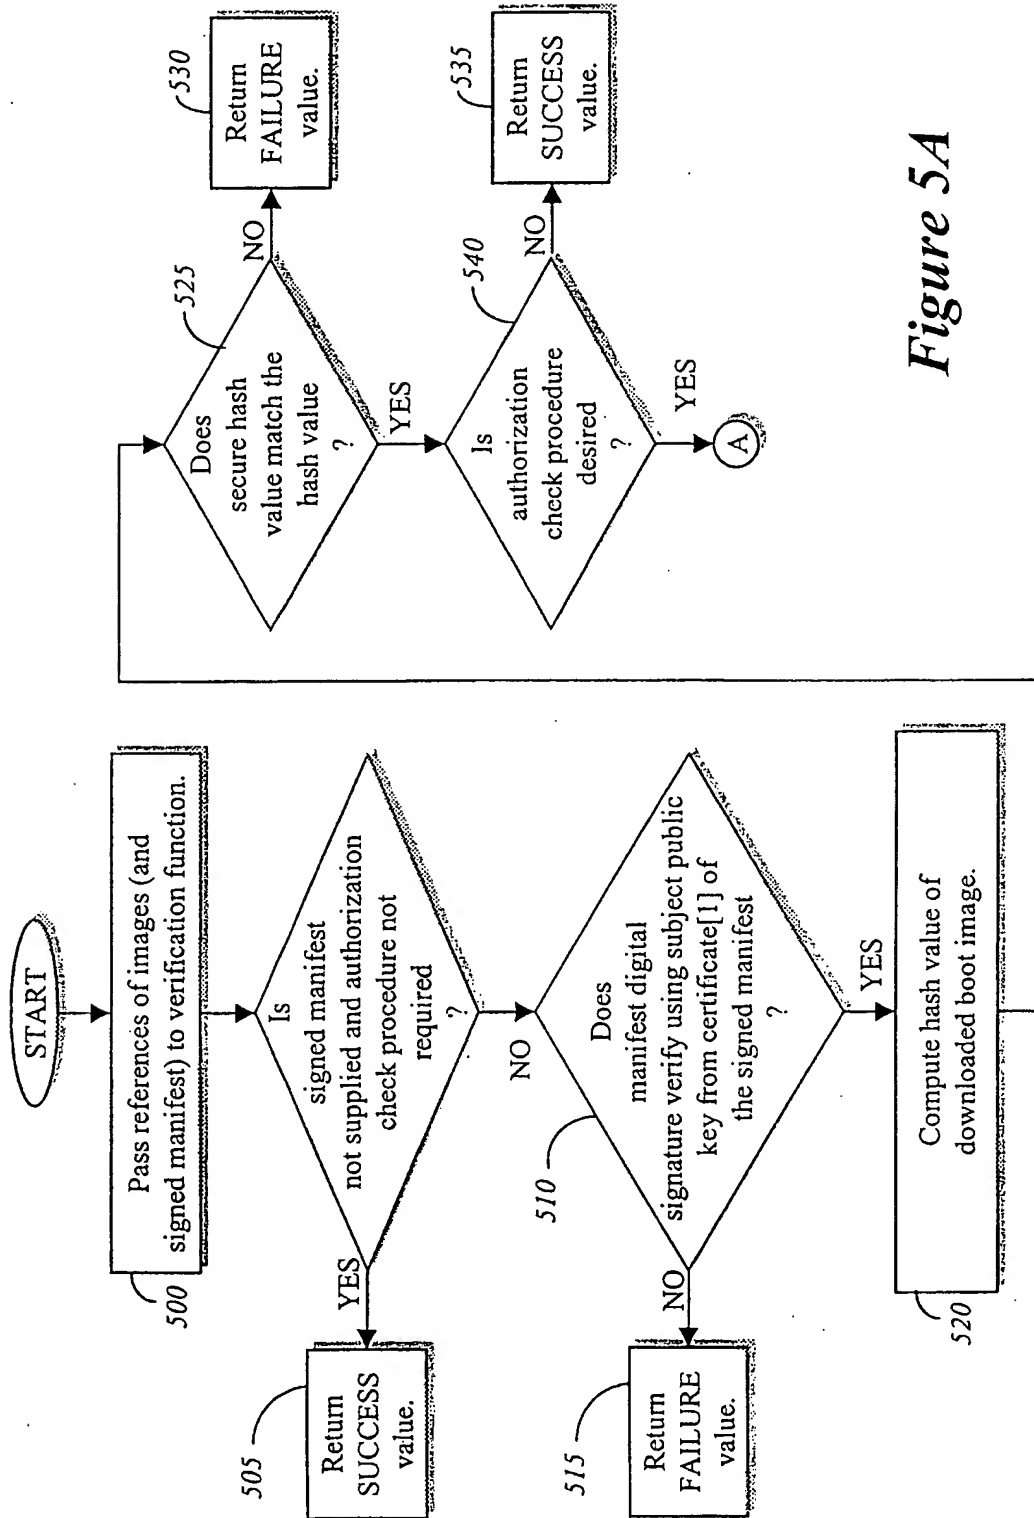 START
Pass references of images (and
signed manifest) to verification function.
500
Is
signed manifest
not supplied and authorization
check procedure not
required
?
YES
505
Return
SUCCESS
value.
NO
510
Does
manifest digital
signature verify using subject public
key from certificate[1] of
the signed manifest
?
NO
515
Return
FAILURE
value.
YES
Compute hash value of
downloaded boot image.
520
525
Does
secure hash
value match the
hash value
?
NO
530
Return
FAILURE
value.
YES
540
Is
authorization
check procedure
desired
?
NO
535
Return
SUCCESS
value.
YES
A
Figure 5A